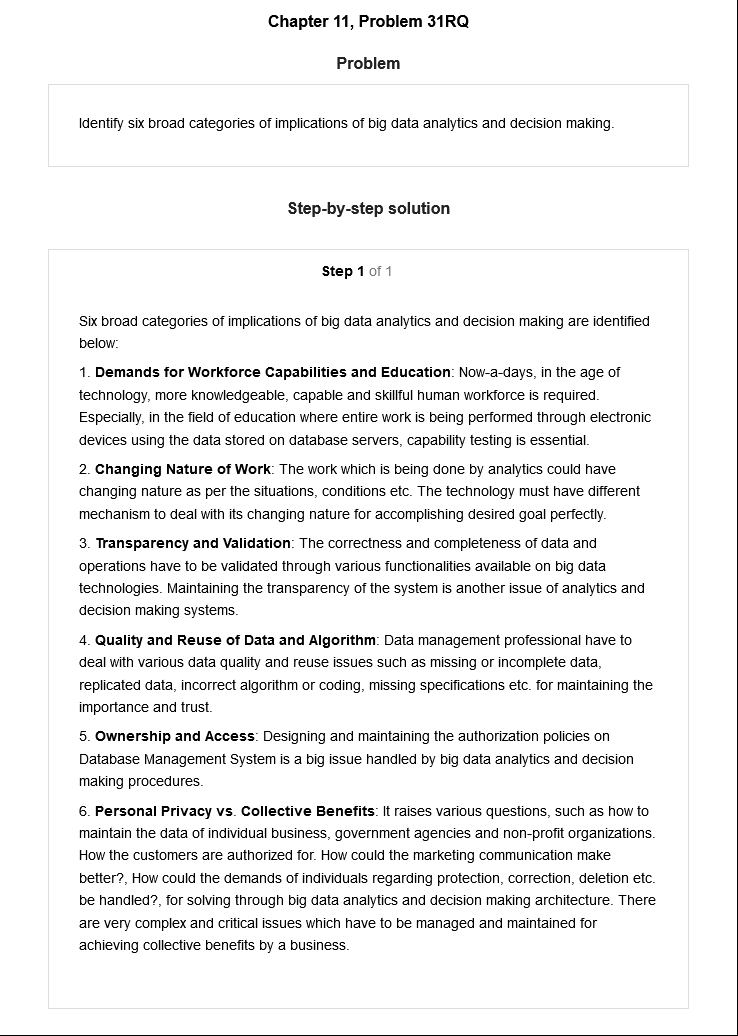 Chapter 11, Problem 31RQ
Problem
Identify six broad categories of implications of big data analytics and decision making.
Step-by-step solution
Step 1 of 1
Six broad categories of implications of big data analytics and decision making are identified
below:
1. Demands for Workforce Capabilities and Education: Now-a-days, in the age of
technology, more knowledgeable, capable and skillful human workforce is required.
Especially, in the field of education where entire work is being performed through electronic
devices using the data stored on database servers, capability testing is essential.
2. Changing Nature of Work: The work which is being done by analytics could have
changing nature as per the situations, conditions etc. The technology must have different
mechanism to deal with its changing nature for accomplishing desired goal perfectly.
3. Transparency and Validation: The correctness and completeness of data and
operations have to be validated through various functionalities available on big data
technologies. Maintaining the transparency of the system is another issue of analytics and
decision making systems.
4. Quality and Reuse of Data and Algorithm: Data management professional have to
deal with various data quality and reuse issues such as missing or incomplete data,
replicated data, incorrect algorithm or coding, missing specifications etc. for maintaining the
importance and trust.
5. Ownership and Access: Designing and maintaining the authorization policies on
Database Management System is a big issue handled by big data analytics and decision
making procedures.
6. Personal Privacy vs. Collective Benefits: It raises various questions, such as how to
maintain the data of individual business, government agencies and non-profit organizations.
How the customers are authorized for. How could the marketing communication make
better?, How could the demands of individuals regarding protection, correction, deletion etc.
be handled?, for solving through big data analytics and decision making architecture. There
are very complex and critical issues which have to be managed and maintained for
achieving collective benefits by a business.